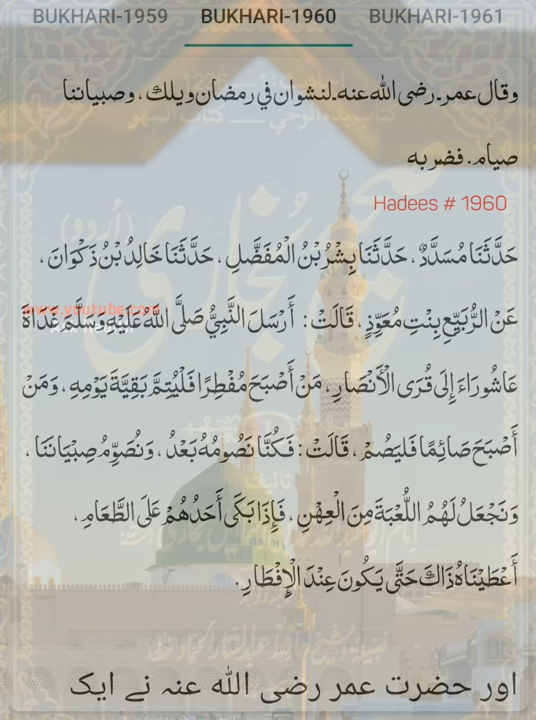 BUKHARI-1959 BUKHARI-1960 BUKHARI-1961
وقال عمر۔رضى الله عنه۔لنشوان في رمضان ويلك، وصبياننا
صيام. فضربه
Hadees # 1960
حَدَّثَنَا مُسَدَّدٌ، حَدَّثَنَا بِشْرُ بْنُ الْمُفَضَّلِ، حَدَّثَنَا خَالِدُ بْنُ ذَكْوَانَ،
عَنْ الرُّبَيِّعِ بِنْتِ مُعَوِّذٍ، قَالَتْ: أَرْسَلَ النَّبِيُّ صَلَّى اللَّهُ عَلَيْهِ وَسَلَّمَ غَدَاةَ
عَاشُورَاءَ إِلَى قُرَى الْأَنْصَارِ، مَنْ أَصْبَحَ مُفْطِرًا فَلْيُتِمَّ بَقِيَّةَ يَوْمِهِ، وَمَنْ
أَصْبَحَ صَائِمًا فَليَصُمْ، قَالَتْ: فَكُنَّا نَصُومُهُ بَعْدُ، وَنُصَوِّمُ صِبْيَانَنَا،
وَنَجْعَلُ لَهُمُ اللُّعْبَةَ مِنَ الْعِهْنِ، فَإِذَا بَكَى أَحَدُهُمْ عَلَى الطَّعَامِ،
أَعْطَيْنَاهُ ذَاكَ حَتَّى يَكُونَ عِنْدَ الْإِفْطَارِ.
اور حضرت عمر رضی اللہ عنہ نے ایک